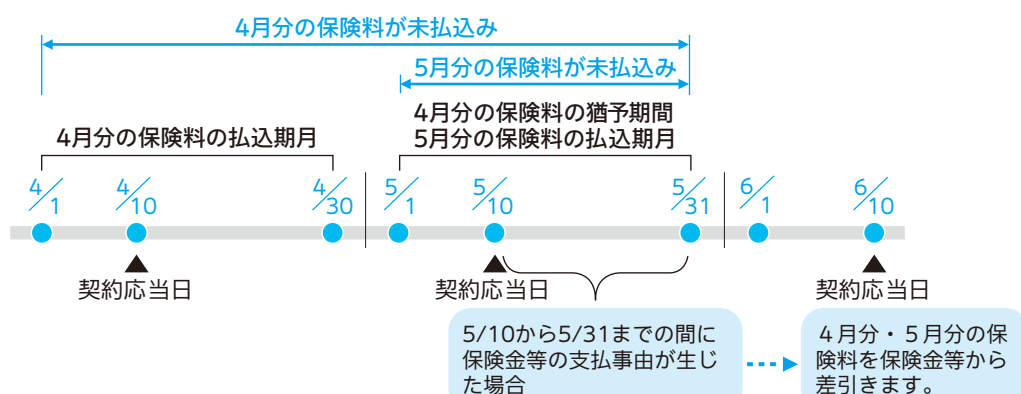 4月分の保険料が未払込み
5月分の保険料が未払込み
4月分の保険料の猶予期間
4月分の保険料の払込期月
5月分の保険料の払込期月
4/1
4/10
4/30
5/1
5/10
5/31
6/1
6/10
契約応当日
契約応当日
契約応当日
5/10から5/31までの間に
保険金等の支払事由が生じ
た場合
４月分・５月分の保
険料を保険金等から
差引きます。